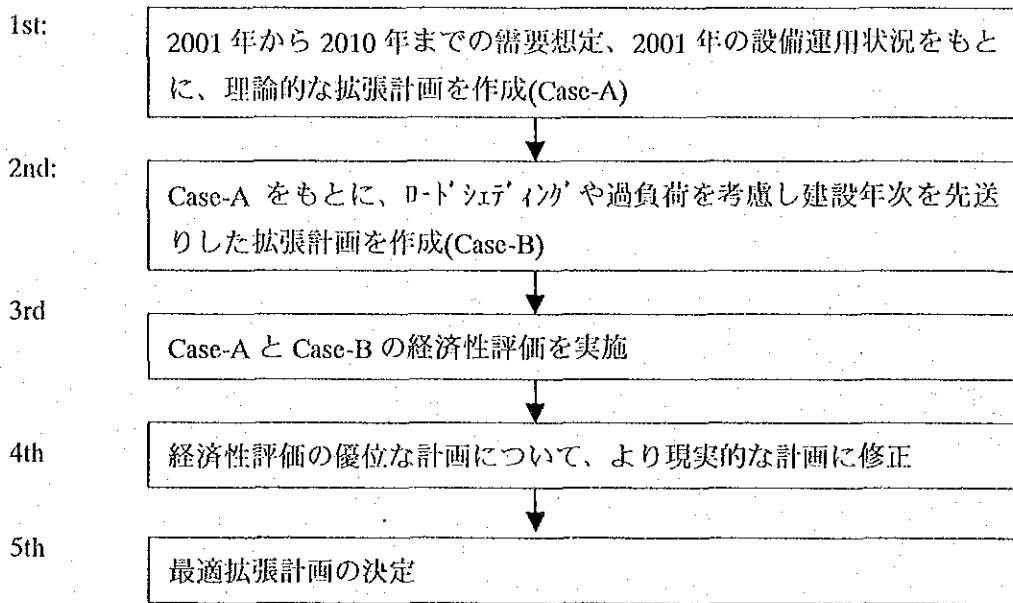 1st:
2001 年から 2010 年までの需要想定、2001 年の設備運用状況をもと
に、理論的な拡張計画を作成(Case-A)
2nd:
Case-A をもとに、ﾛｰﾄﾞｼｪﾃﾞｨﾝｸﾞや過負荷を考慮し建設年次を先送
りした拡張計画を作成(Case-B)
3rd
Case-A と Case-B の経済性評価を実施
4th
経済性評価の優位な計画について、より現実的な計画に修正
5th
最適拡張計画の決定